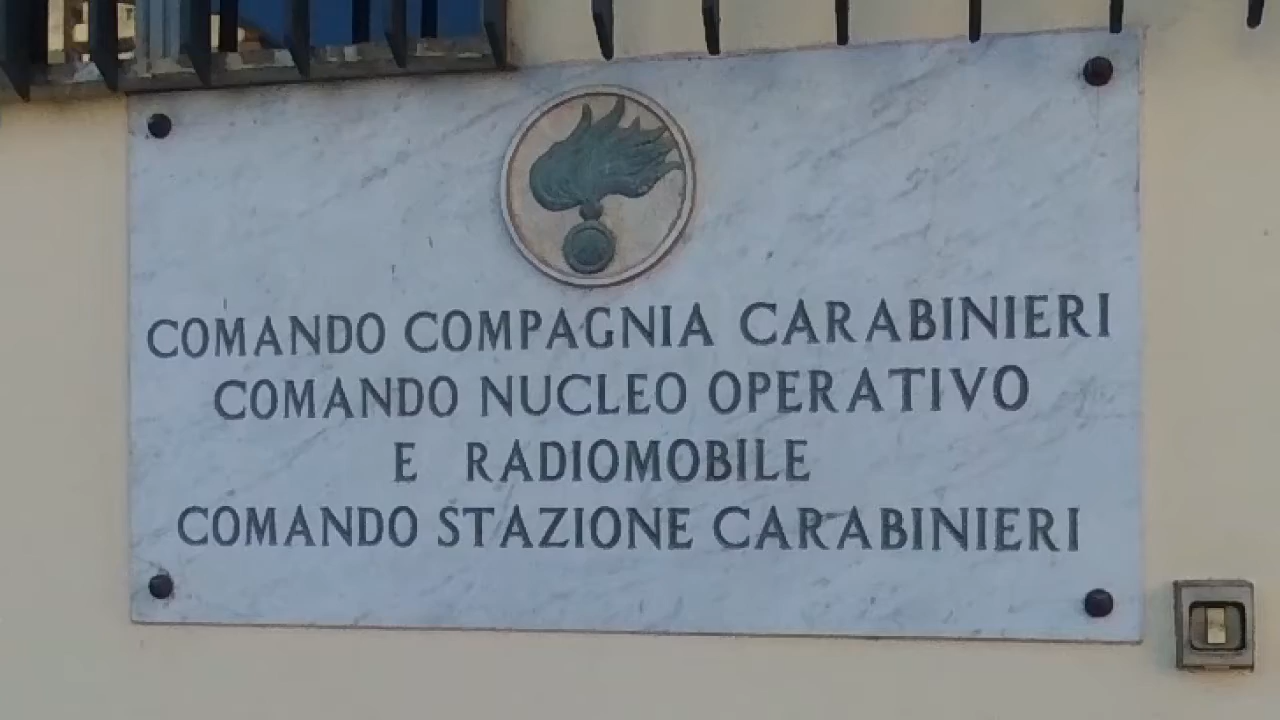 COMANDO COMPAGNIA CARABINIERI
COMANDO NUCLEO OPERATIVO
E RADIOMOBILE
COMANDO STAZIONE CARABINIERI